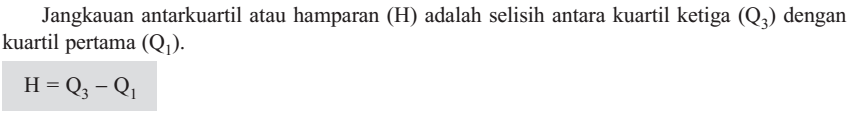 Jangkauan antarkuartil atau hamparan (H) adalah selisih antara kuartil ketiga (Q₃) dengan
kuartil pertama (Q₁).
H = Q₃ – Q₁